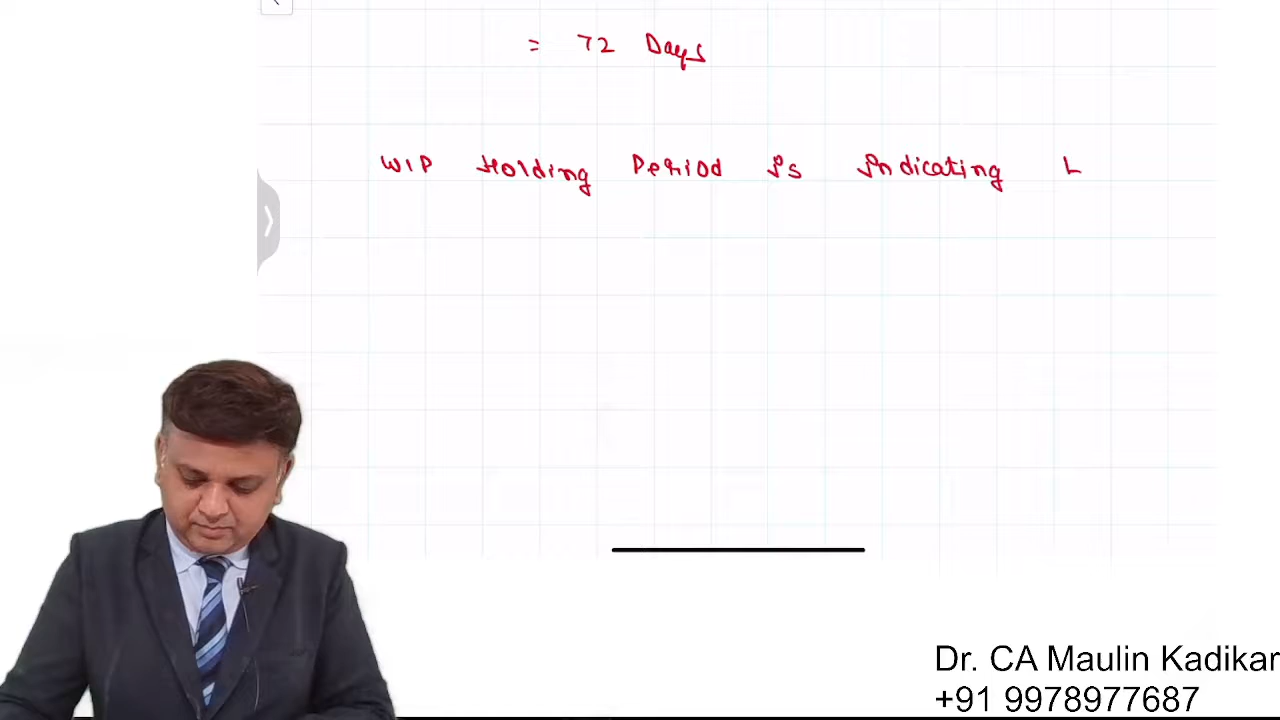 = 72 Days
WIP Holding Period Is Indicating L
Dr. CA Maulin Kadikar
+91 9978977687